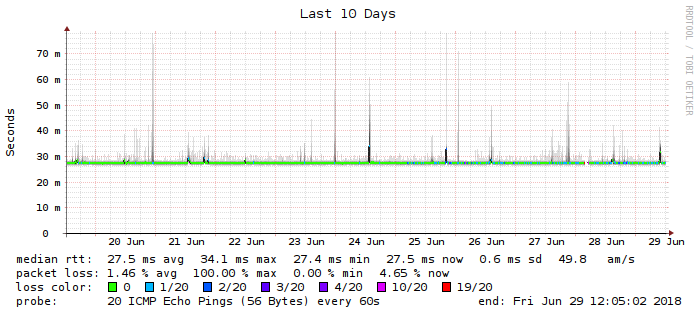 Last 10 Days
RRDTOOL / TOBI OETIKER
Seconds
70 m
60 m
50 m
40 m
30 m
20 m
10 m
0
20 Jun 21 Jun 22 Jun 23 Jun 24 Jun 25 Jun 26 Jun 27 Jun 28 Jun 29 Jun
median rtt: 27.5 ms avg 34.1 ms max 27.4 ms min 27.5 ms now 0.6 ms sd 49.8 am/s
packet loss: 1.46 % avg 100.00 % max 0.00 % min 4.65 % now
loss color: 0 1/20 2/20 3/20 4/20 10/20 19/20
probe: 20 ICMP Echo Pings (56 Bytes) every 60s end: Fri Jun 29 12:05:02 2018